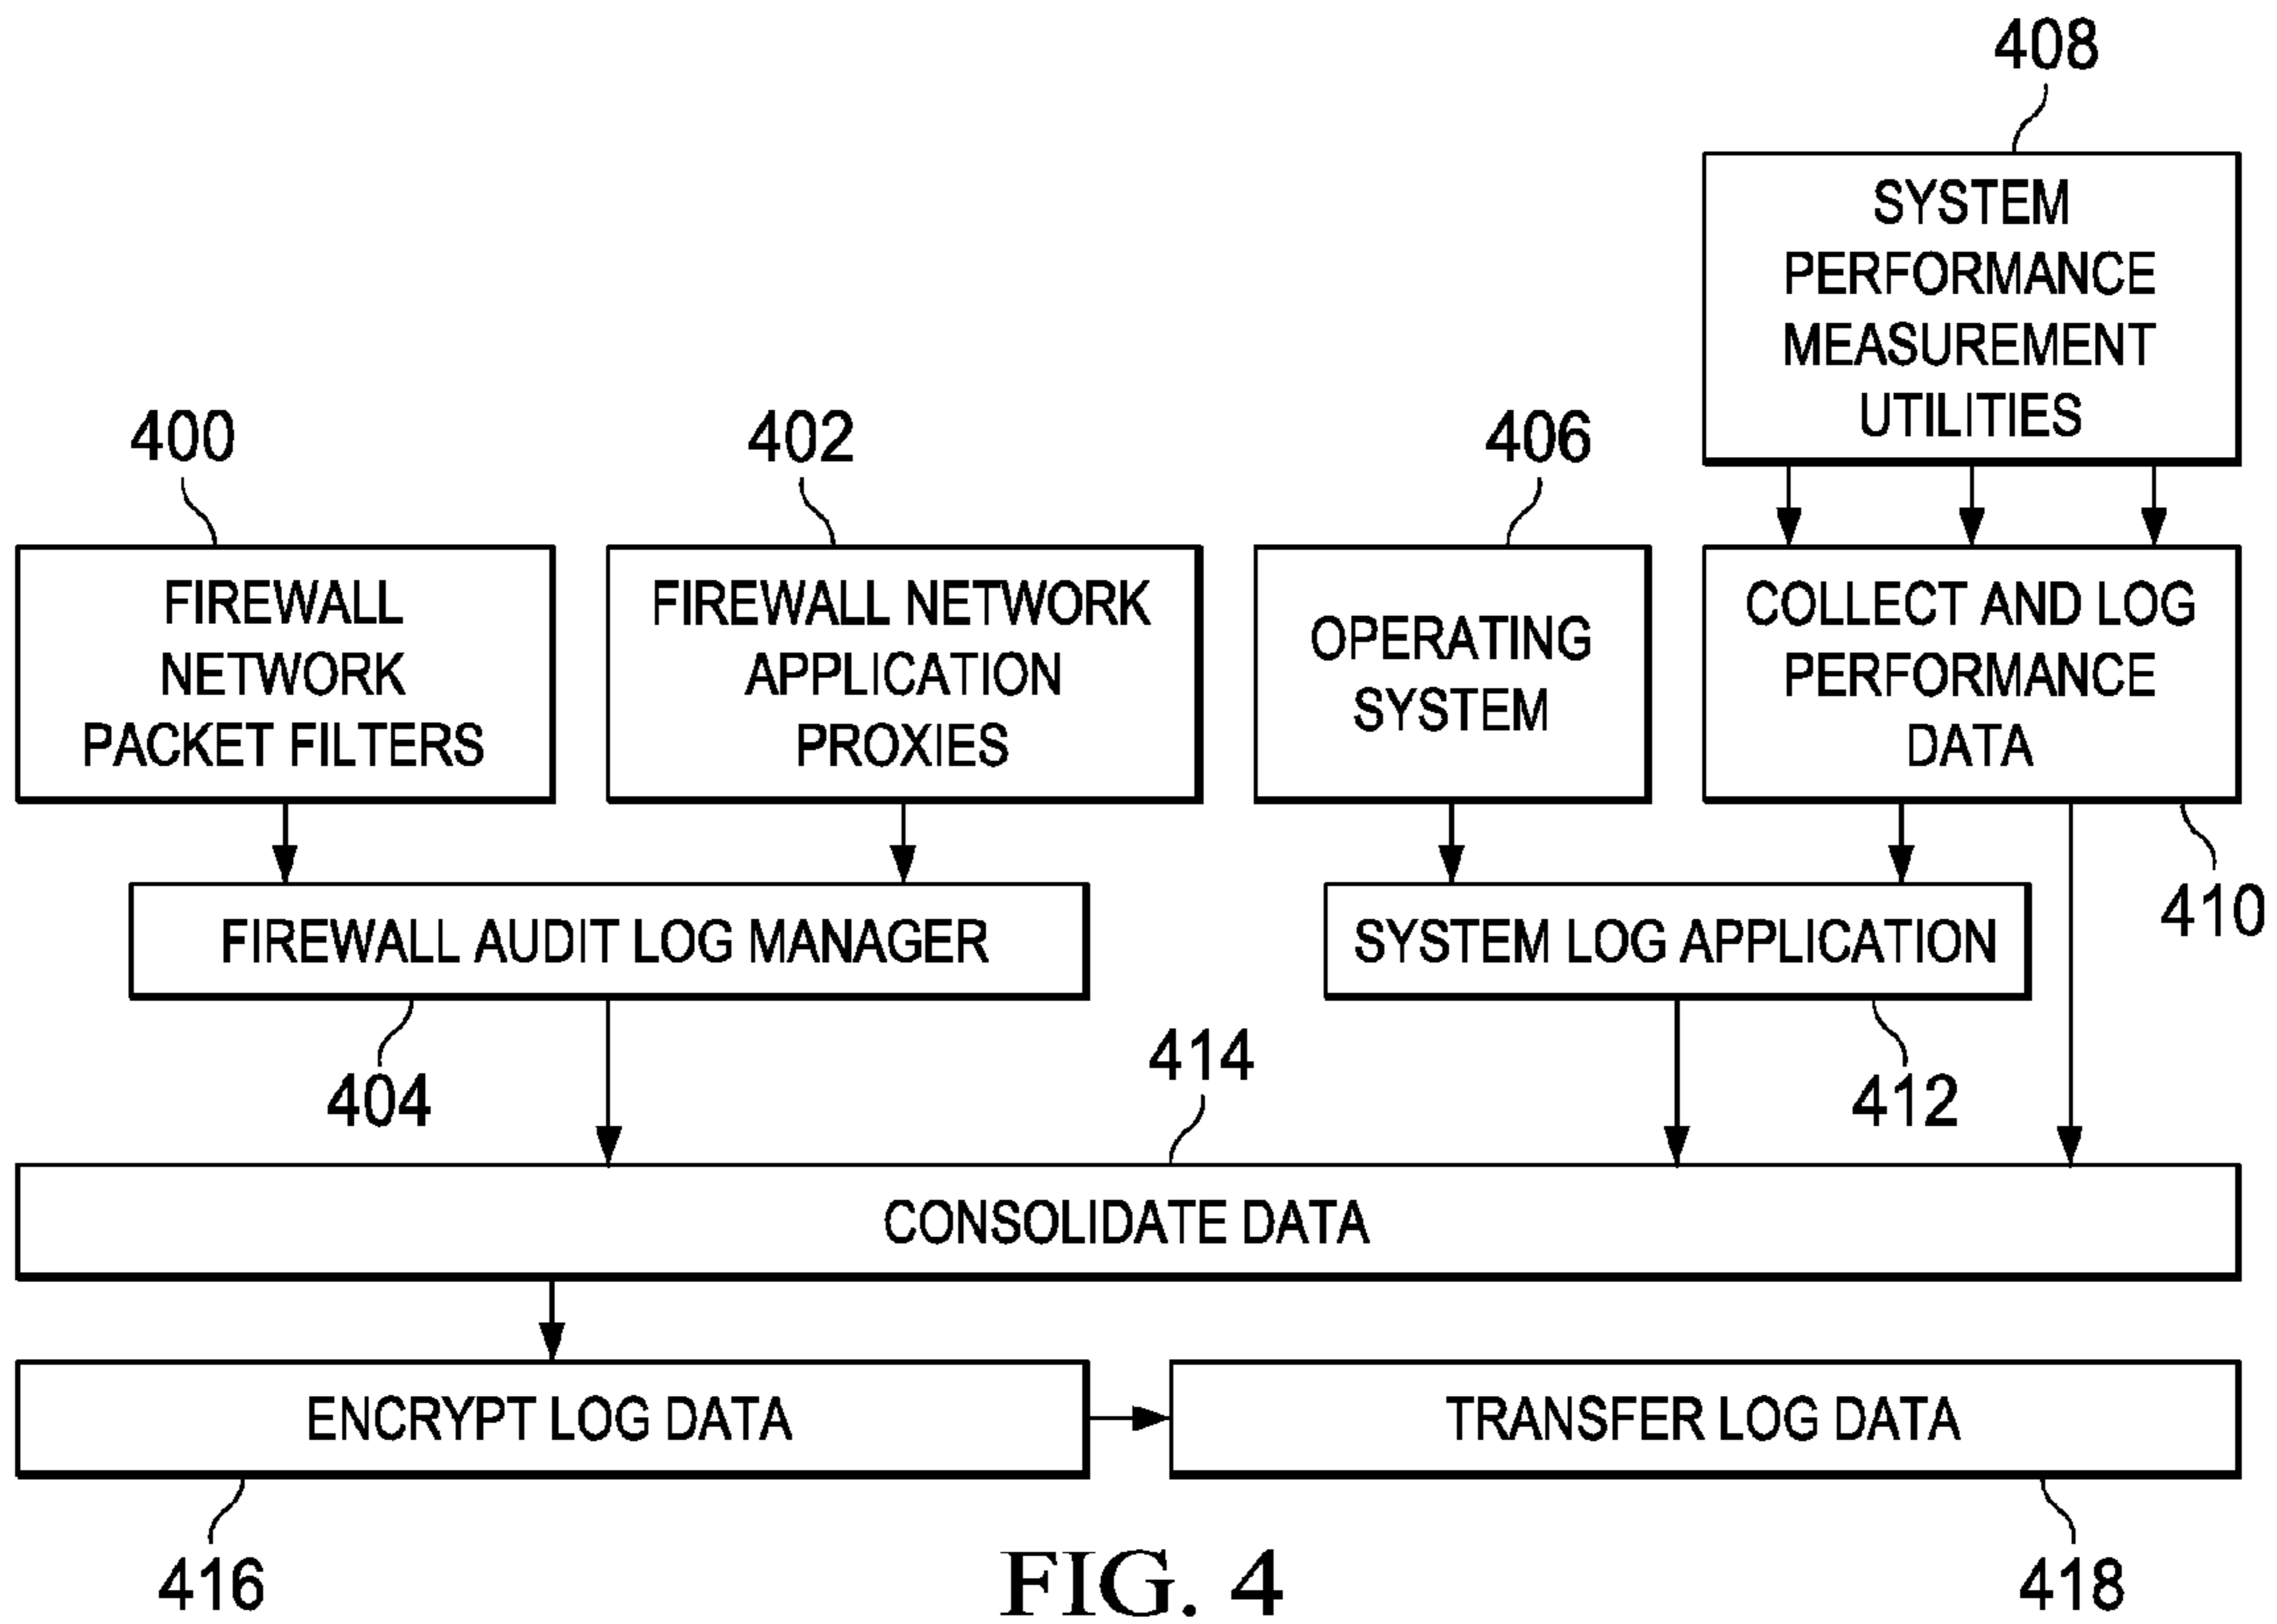 408
SYSTEM
PERFORMANCE
MEASUREMENT
UTILITIES
400
402
406
FIREWALL
NETWORK
PACKET FILTERS
FIREWALL NETWORK
APPLICATION
PROXIES
OPERATING
SYSTEM
COLLECT AND LOG
PERFORMANCE
DATA
410
FIREWALL AUDIT LOG MANAGER
SYSTEM LOG APPLICATION
404
414
412
CONSOLIDATE DATA
ENCRYPT LOG DATA
TRANSFER LOG DATA
416
418
FIG. 4